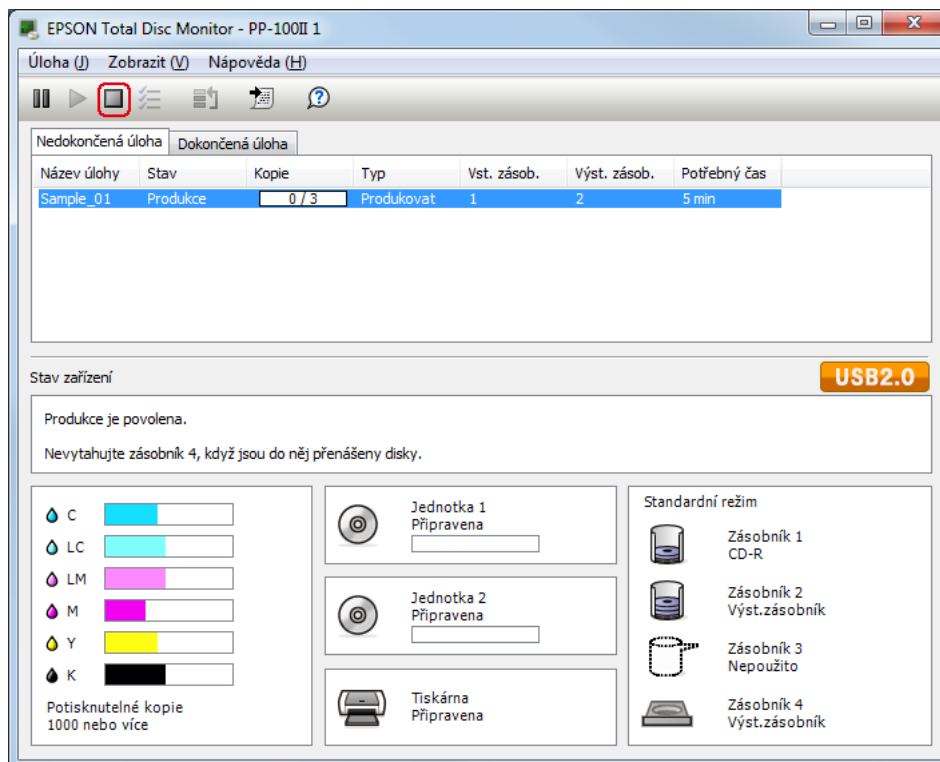 EPSON Total Disc Monitor - PP-100II 1
Úloha (J) Zobrazit (V) Nápověda (H)
Nedokončená úloha Dokončená úloha
Název úlohy Stav Kopie Typ Vst. zásob. Výst. zásob. Potřebný čas
Sample_01 Produkce 0 / 3 Produkovat 1 2 5 min
Stav zařízení USB2.0
Produkce je povolena.
Nevytahujte zásobník 4, když jsou do něj přenášeny disky.
C
LC
LM
M
Y
K
Potisknutelné kopie
1000 nebo více
Jednotka 1
Připravena
Jednotka 2
Připravena
Tiskárna
Připravena
Standardní režim
Zásobník 1
CD-R
Zásobník 2
Výst.zásobník
Zásobník 3
Nepoužito
Zásobník 4
Výst.zásobník